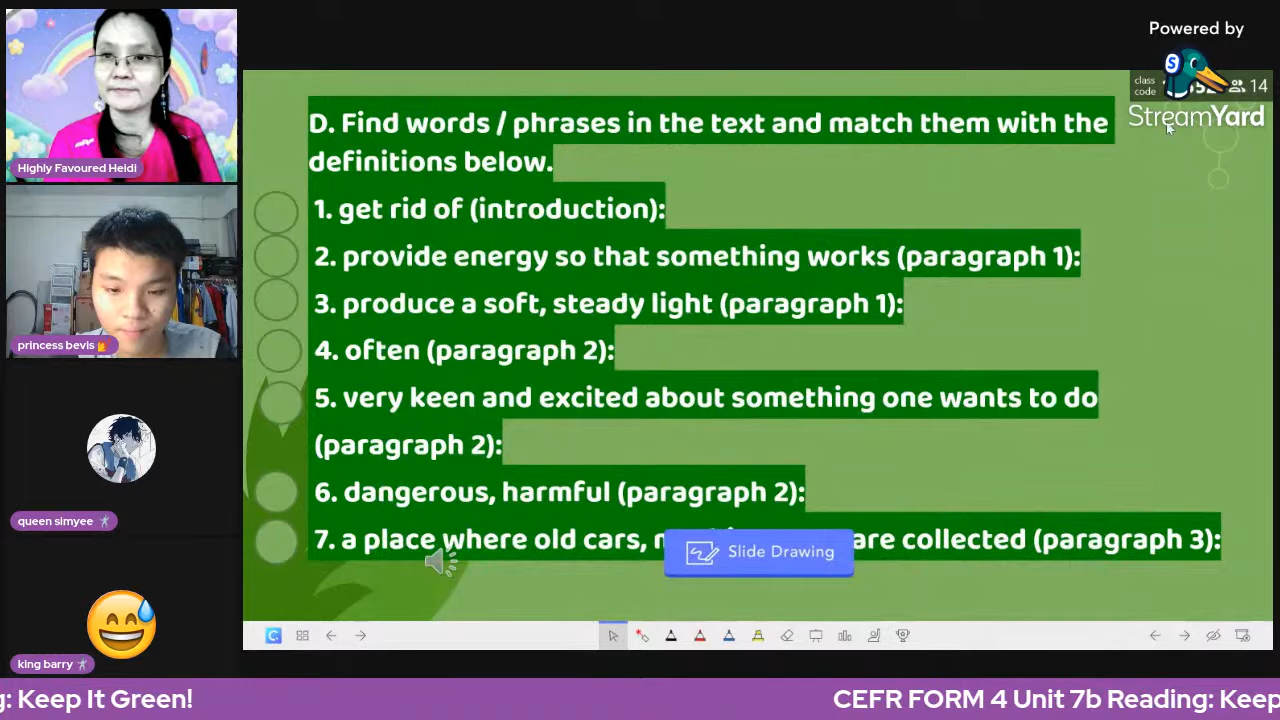 Powered by
StreamYard
class
code
14
D. Find words / phrases in the text and match them with the
definitions below.
1. get rid of (introduction):
2. provide energy so that something works (paragraph 1):
3. produce a soft, steady light (paragraph 1):
4. often (paragraph 2):
5. very keen and excited about something one wants to do
(paragraph 2):
6. dangerous, harmful (paragraph 2):
7. a place where old cars, are collected (paragraph 3):
Slide Drawing
Highly Favoured Heidi
princess bevis
queen simyee
king barry
g: Keep It Green!
CEFR FORM 4 Unit 7b Reading: Keep